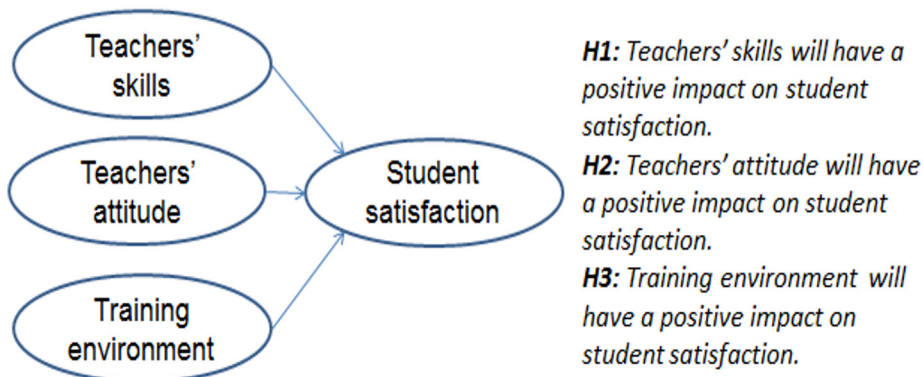 Teachers’
skills
Teachers’
attitude
Training
environment
Student
satisfaction
H1: Teachers’ skills will have a
positive impact on student
satisfaction.
H2: Teachers’ attitude will have
a positive impact on student
satisfaction.
H3: Training environment will
have a positive impact on
student satisfaction.